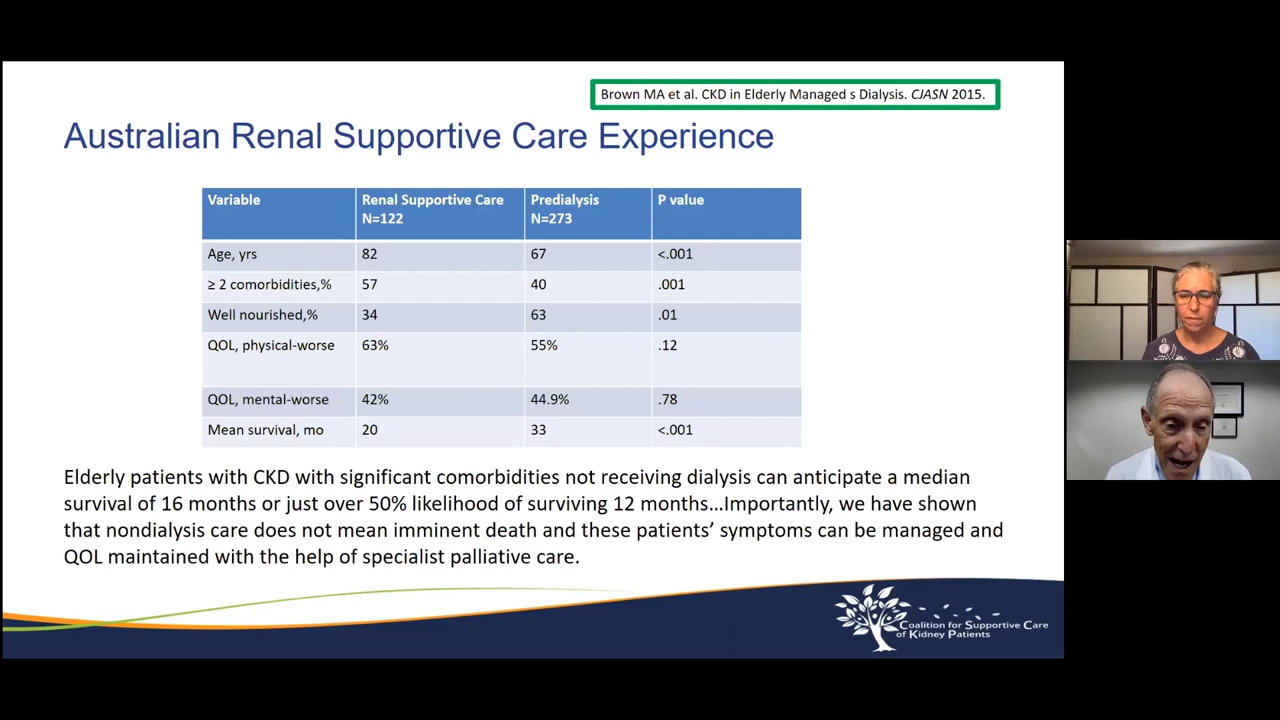 Brown MA et al. CKD in Elderly Managed s Dialysis. CJASN 2015.
Australian Renal Supportive Care Experience
Variable Renal Supportive Care Predialysis P value
N=122 N=273
Age, yrs 82 67 <.001
≥ 2 comorbidities,% 57 40 .001
Well nourished,% 34 63 .01
QOL, physical-worse 63% 55% .12
QOL, mental-worse 42% 44.9% .78
Mean survival, mo 20 33 <.001
Elderly patients with CKD with significant comorbidities not receiving dialysis can anticipate a median
survival of 16 months or just over 50% likelihood of surviving 12 months…Importantly, we have shown
that nondialysis care does not mean imminent death and these patients’ symptoms can be managed and
QOL maintained with the help of specialist palliative care.
Coalition for Supportive Care
of Kidney Patients